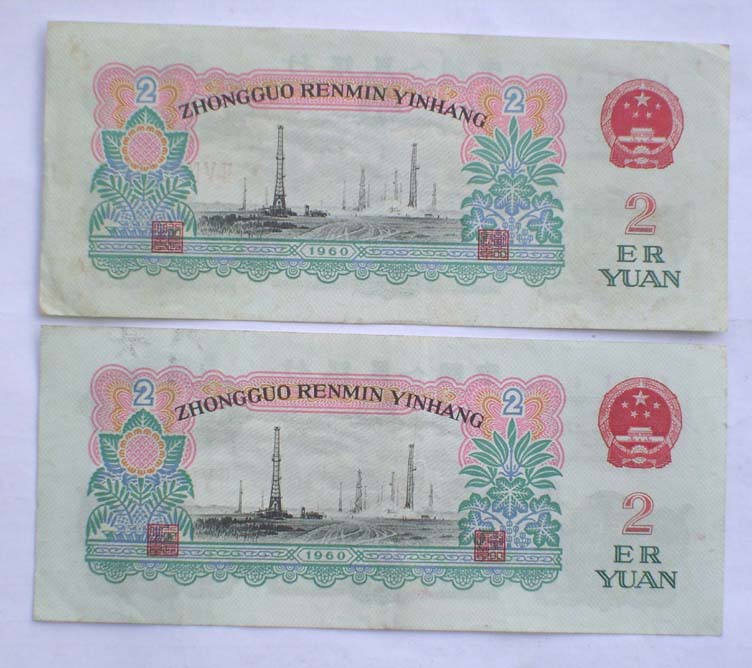 2 2
ZHONGGUO RENMIN YINHANG
1960
2
ER
YUAN
2 2
ZHONGGUO RENMIN YINHANG
1960
2
ER
YUAN